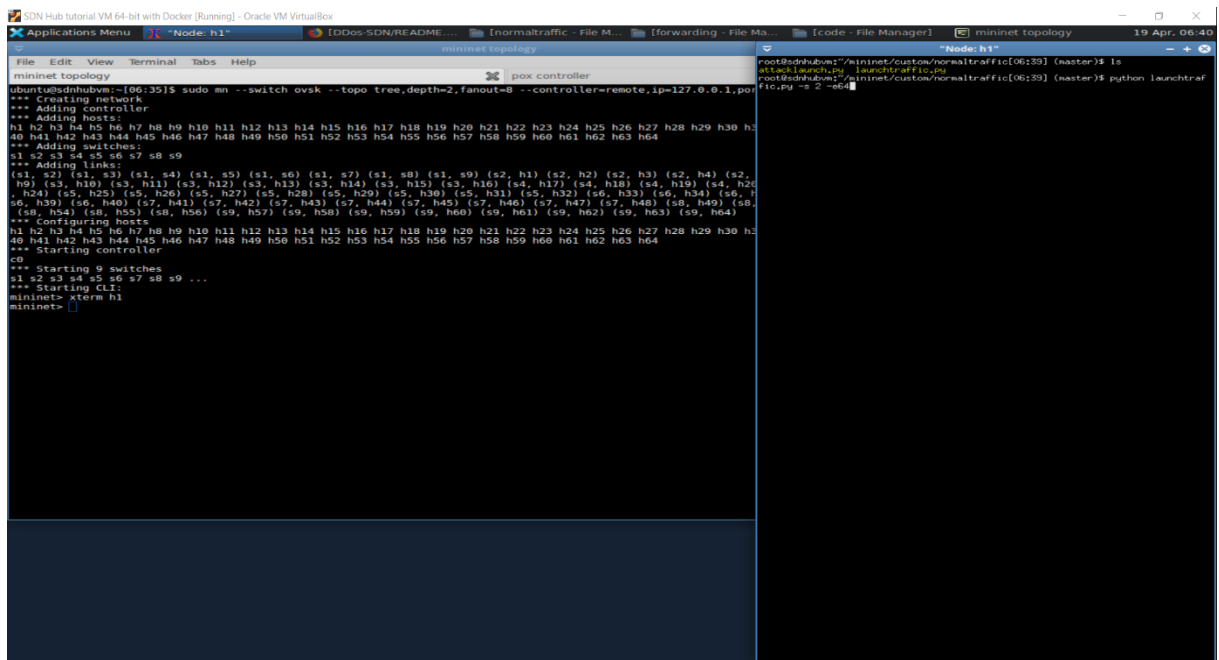 SDN Hub tutorial VM 64-bit with Docker [Running] - Oracle VM VirtualBox
Applications Menu "Node: h1" [DDos-SDN/README.... [normaltraffic - File M... [forwarding - File Ma... [code - File Manager] mininet topology 19 Apr, 06:40
mininet topology
File Edit View Terminal Tabs Help
mininet topology pox controller
ubuntu@sdnhubvm:~[06:35]$ sudo mn --switch ovsk --topo tree,depth=2,fanout=8 --controller=remote,ip=127.0.0.1,por
*** Creating network
*** Adding controller
*** Adding hosts:
h1 h2 h3 h4 h5 h6 h7 h8 h9 h10 h11 h12 h13 h14 h15 h16 h17 h18 h19 h20 h21 h22 h23 h24 h25 h26 h27 h28 h29 h30 h3
40 h41 h42 h43 h44 h45 h46 h47 h48 h49 h50 h51 h52 h53 h54 h55 h56 h57 h58 h59 h60 h61 h62 h63 h64
*** Adding switches:
s1 s2 s3 s4 s5 s6 s7 s8 s9
*** Adding links:
(s1, s2) (s1, s3) (s1, s4) (s1, s5) (s1, s6) (s1, s7) (s1, s8) (s1, s9) (s2, h1) (s2, h2) (s2, h3) (s2, h4) (s2,
h9) (s3, h10) (s3, h11) (s3, h12) (s3, h13) (s3, h14) (s3, h15) (s3, h16) (s4, h17) (s4, h18) (s4, h19) (s4, h20
, h24) (s5, h25) (s5, h26) (s5, h27) (s5, h28) (s5, h29) (s5, h30) (s5, h31) (s5, h32) (s6, h33) (s6, h34) (s6, h
s6, h39) (s6, h40) (s7, h41) (s7, h42) (s7, h43) (s7, h44) (s7, h45) (s7, h46) (s7, h47) (s7, h48) (s8, h49) (s8,
(s8, h54) (s8, h55) (s8, h56) (s9, h57) (s9, h58) (s9, h59) (s9, h60) (s9, h61) (s9, h62) (s9, h63) (s9, h64)
*** Configuring hosts
h1 h2 h3 h4 h5 h6 h7 h8 h9 h10 h11 h12 h13 h14 h15 h16 h17 h18 h19 h20 h21 h22 h23 h24 h25 h26 h27 h28 h29 h30 h3
40 h41 h42 h43 h44 h45 h46 h47 h48 h49 h50 h51 h52 h53 h54 h55 h56 h57 h58 h59 h60 h61 h62 h63 h64
*** Starting controller
c0
*** Starting 9 switches
s1 s2 s3 s4 s5 s6 s7 s8 s9 ...
*** Starting CLI:
mininet> xterm h1
mininet>
"Node: h1"
root@sdnhubvm:~/mininet/custom/normaltraffic[06:39] (master)$ ls
attacklaunch.py launchtraffic.py
root@sdnhubvm:~/mininet/custom/normaltraffic[06:39] (master)$ python launchtraf
fic.py -s 2 -e64